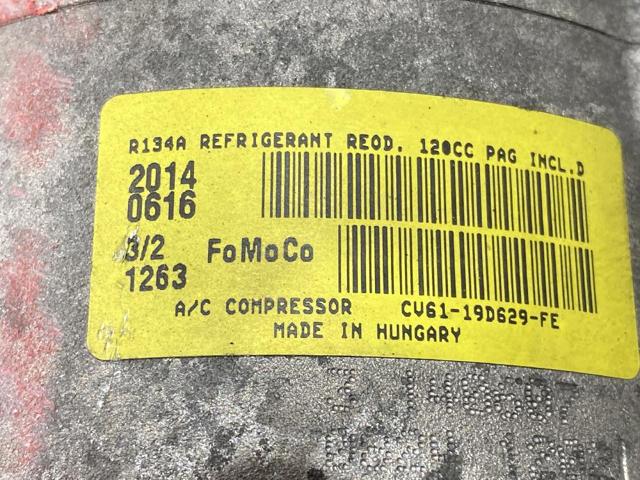 R134A REFRIGERANT REQD. 120CC PAG INCL.D
2014
0616
3/2 FoMoCo
1263
A/C COMPRESSOR CV61-19D629-FE
MADE IN HUNGARY